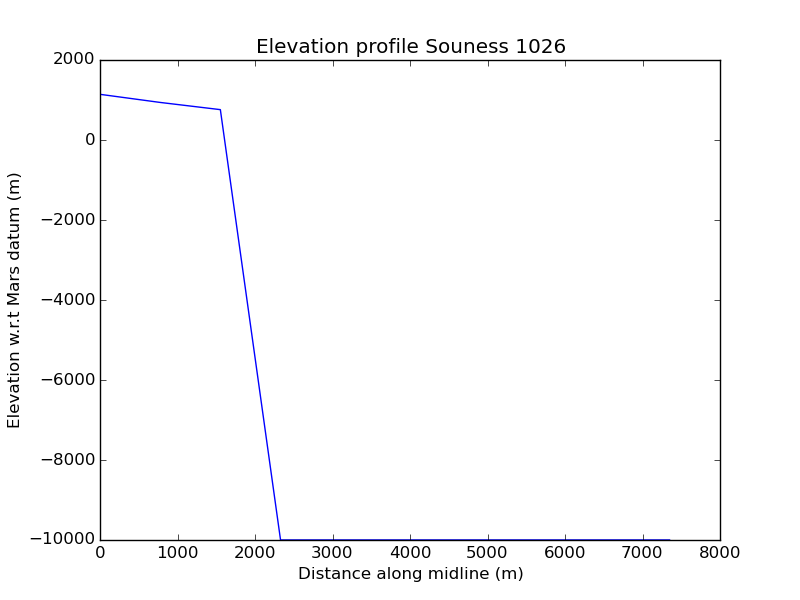 Elevation profile Souness 1026
2000
0
−2000
−4000
−6000
−8000
−10000
0 1000 2000 3000 4000 5000 6000 7000 8000
Elevation w.r.t Mars datum (m)
Distance along midline (m)